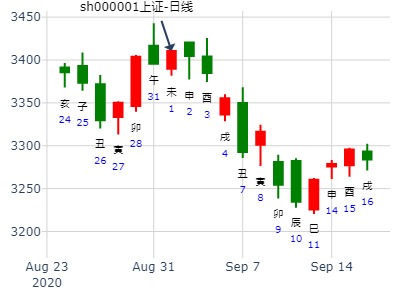 sh000001上证-日线
3450
3400
3350
3300
3250
3200
亥
24
子
25
丑
26
寅
27
卯
28
午
31
未
1
申
2
酉
3
戌
4
丑
7
寅
8
卯
9
辰
10
巳
11
申
14
酉
15
戌
16
Aug 23
2020
Aug 31
Sep 7
Sep 14